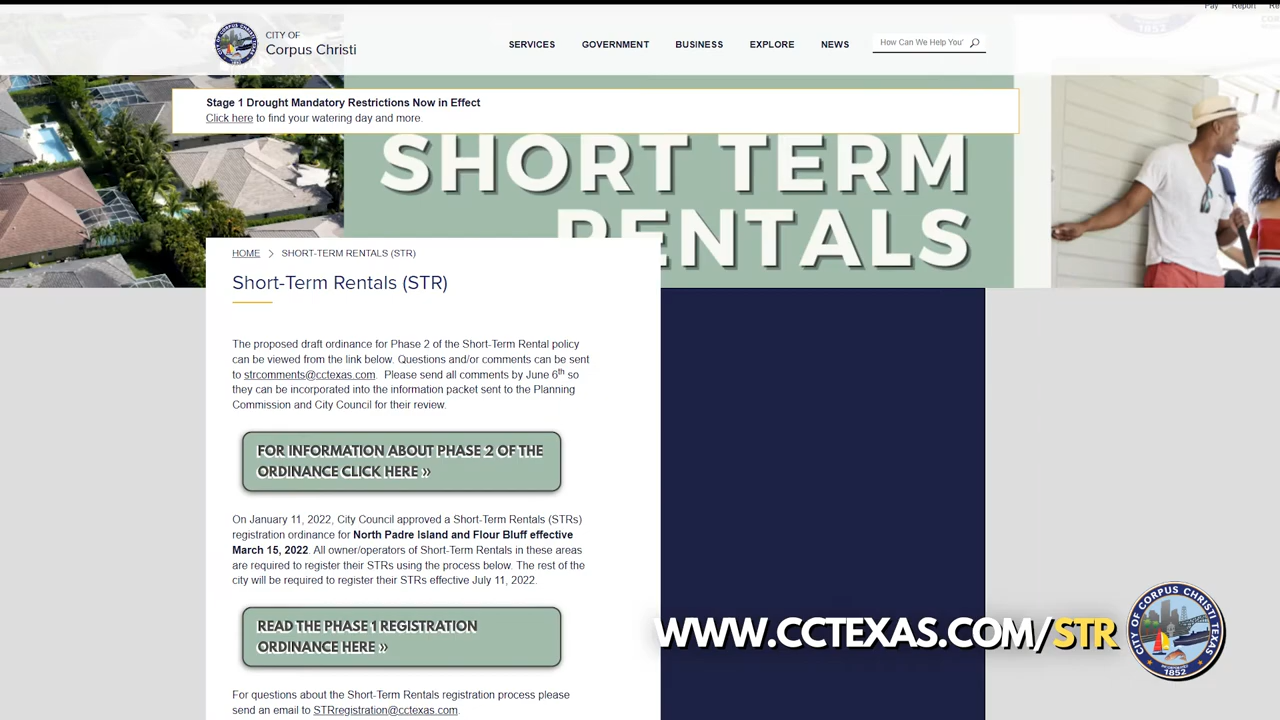 Pay Report Re
CITY OF
Corpus Christi
SERVICES GOVERNMENT BUSINESS EXPLORE NEWS How Can We Help You'
Stage 1 Drought Mandatory Restrictions Now in Effect
Click here to find your watering day and more.
SHORT TERM
RENTALS
HOME > SHORT-TERM RENTALS (STR)
Short-Term Rentals (STR)
The proposed draft ordinance for Phase 2 of the Short-Term Rental policy
can be viewed from the link below. Questions and/or comments can be sent
to strcomments@cctexas.com. Please send all comments by June 6th so
they can be incorporated into the information packet sent to the Planning
Commission and City Council for their review.
FOR INFORMATION ABOUT PHASE 2 OF THE
ORDINANCE CLICK HERE »
On January 11, 2022, City Council approved a Short-Term Rentals (STRs)
registration ordinance for North Padre Island and Flour Bluff effective
March 15, 2022. All owner/operators of Short-Term Rentals in these areas
are required to register their STRs using the process below. The rest of the
city will be required to register their STRs effective July 11, 2022.
READ THE PHASE 1 REGISTRATION
ORDINANCE HERE »
For questions about the Short-Term Rentals registration process please
send an email to STRregistration@cctexas.com.
WWW.CCTEXAS.COM/STR
CITY OF CORPUS CHRISTI TEXAS
INCORPORATED
1852
1852